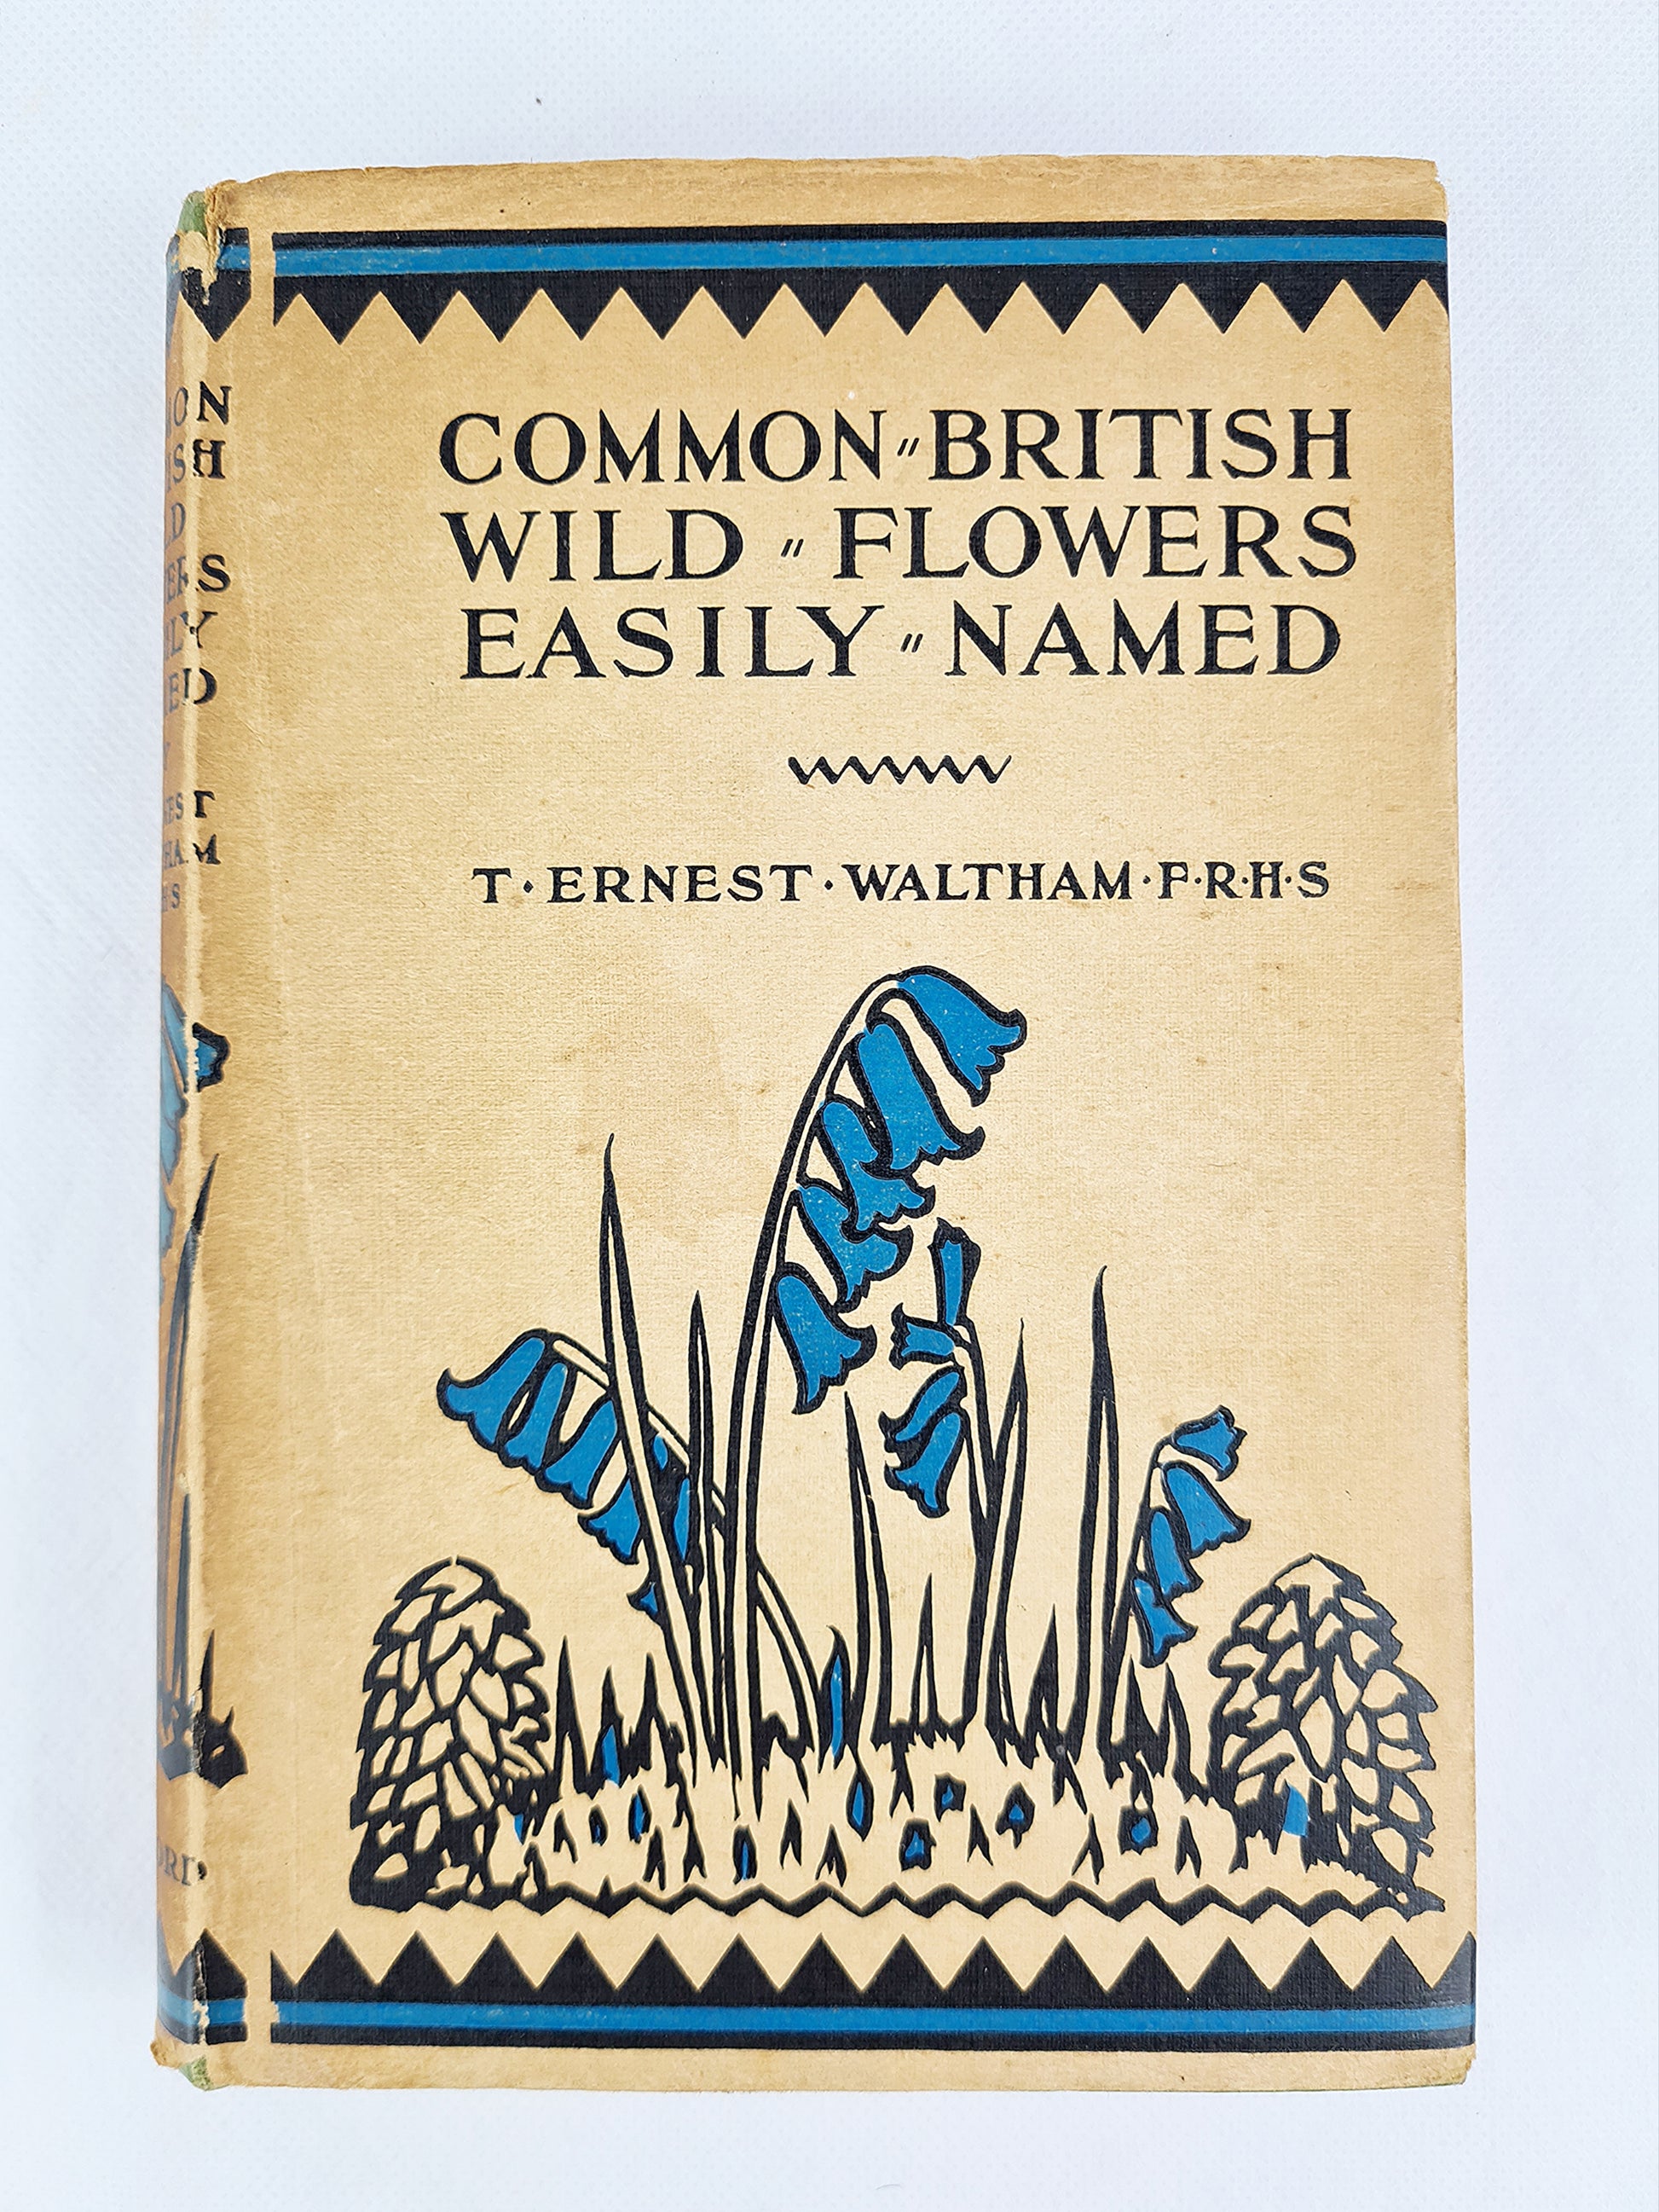 COMMON〃BRITISH
WILD〃FLOWERS
EASILY〃NAMED
T·ERNEST·WALTHAM·F·R·H·S